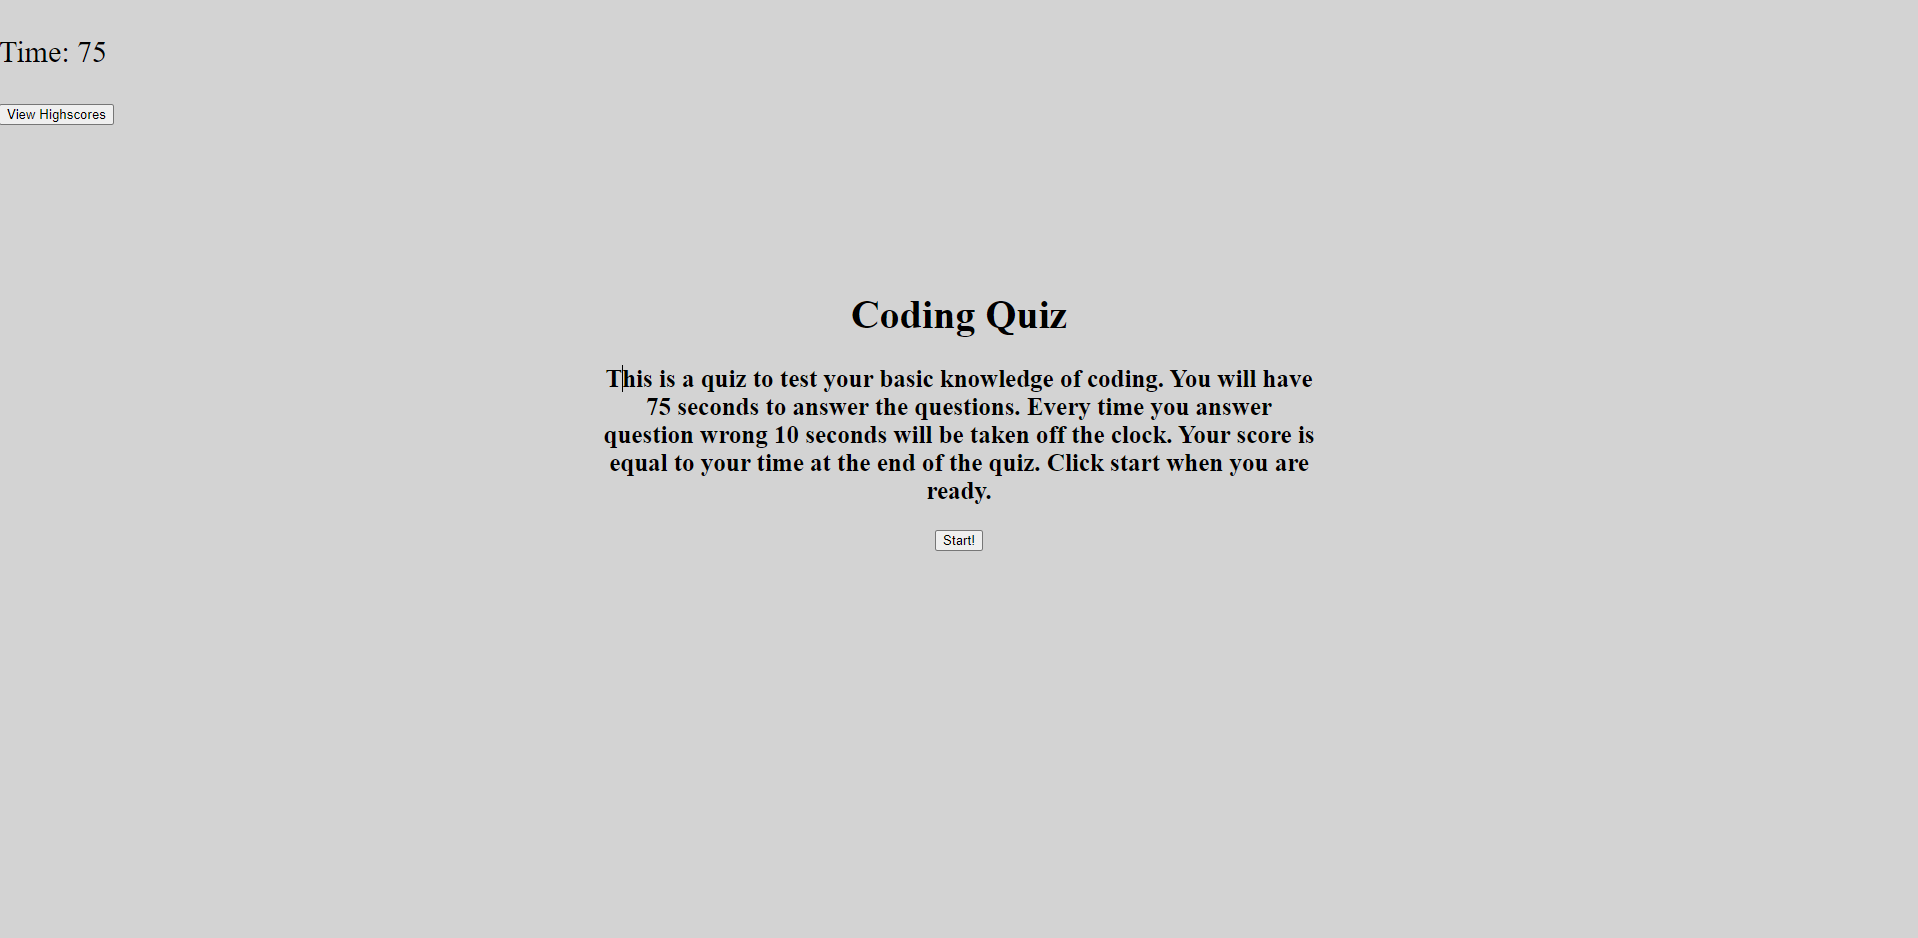 Time: 75
View Highscores
Coding Quiz
This is a quiz to test your basic knowledge of coding. You will have
75 seconds to answer the questions. Every time you answer
question wrong 10 seconds will be taken off the clock. Your score is
equal to your time at the end of the quiz. Click start when you are
ready.
Start!